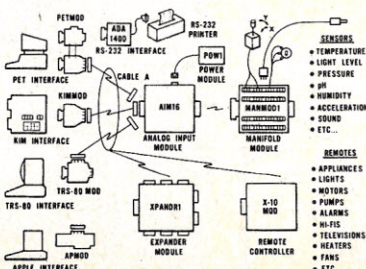 PETMOD
ADA
1400
RS-232
PRINTER
RS-232 INTERFACE
CABLE A
POW1
POWER
MODULE
PET INTERFACE
KIMMOD
AIM16
MANMOD1
ANALOG INPUT
MODULE
MANIFOLD
MODULE
KIM INTERFACE
TRS-80 MOD
TRS-80 INTERFACE
XPANDR1
EXPANDER
MODULE
X-10
MOD
REMOTE
CONTROLLER
APMOD
APPLE INTERFACE
SENSORS
• TEMPERATURE
• LIGHT LEVEL
• PRESSURE
• pH
• HUMIDITY
• ACCELERATION
• SOUND
• ETC...
REMOTES
• APPLIANCES
• LIGHTS
• MOTORS
• PUMPS
• ALARMS
• HI-FIS
• TELEVISIONS
• HEATERS
• FANS
• ETC